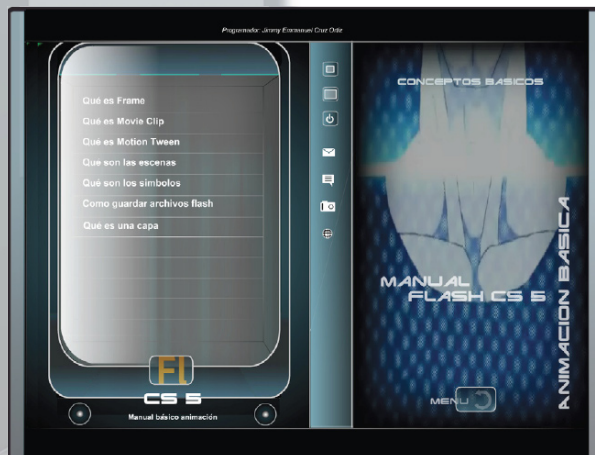 Programador: Jimmy Emmanuel Cruz Ortiz
Qué es Frame
Qué es Movie Clip
Qué es Motion Tween
Qué son las escenas
Qué son los simbolos
Como guardar archivos flash
Qué es una capa
Fl
CS 5
Manual básico animación
CONCEPTOS BASICOS
MANUAL
FLASH CS 5
ANIMACION BASICA
MENU